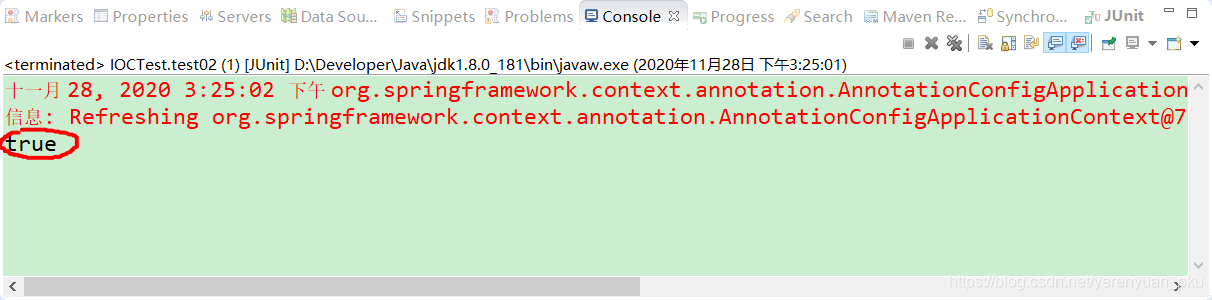 Markers Properties Servers Data Sou... Snippets Problems Console Progress Search Maven Re... Synchro... JUnit
<terminated> IOCTest.test02 (1) [JUnit] D:\Developer\Java\jdk1.8.0_181\bin\javaw.exe (2020年11月28日 下午3:25:01)
十一月 28, 2020 3:25:02 下午 org.springframework.context.annotation.AnnotationConfigApplication
信息: Refreshing org.springframework.context.annotation.AnnotationConfigApplicationContext@7
true
https://blog.csdn.net/yerenyuan_pku